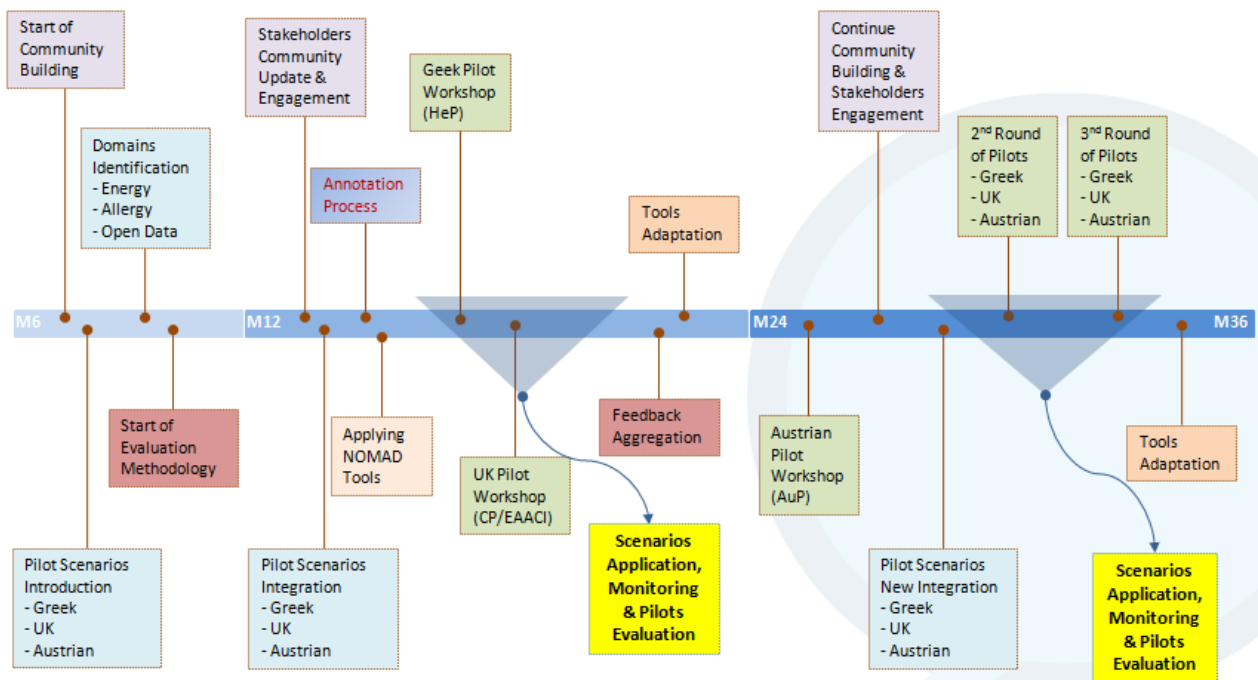 Start of
Community
Building
Stakeholders
Community
Update &
Engagement
Geek Pilot
Workshop
(HeP)
Continue
Community
Building &
Stakeholders
Engagement
Domains
Identification
- Energy
- Allergy
- Open Data
Annotation
Process
Tools
Adaptation
2nd Round
of Pilots
- Greek
- UK
- Austrian
3rd Round
of Pilots
- Greek
- UK
- Austrian
M6
M12
M24
M36
Start of
Evaluation
Methodology
Applying
NOMAD
Tools
UK Pilot
Workshop
(CP/EAACI)
Feedback
Aggregation
Austrian
Pilot
Workshop
(AuP)
Tools
Adaptation
Pilot Scenarios
Introduction
- Greek
- UK
- Austrian
Pilot Scenarios
Integration
- Greek
- UK
- Austrian
Scenarios
Application,
Monitoring
& Pilots
Evaluation
Pilot Scenarios
New Integration
- Greek
- UK
- Austrian
Scenarios
Application,
Monitoring
& Pilots
Evaluation